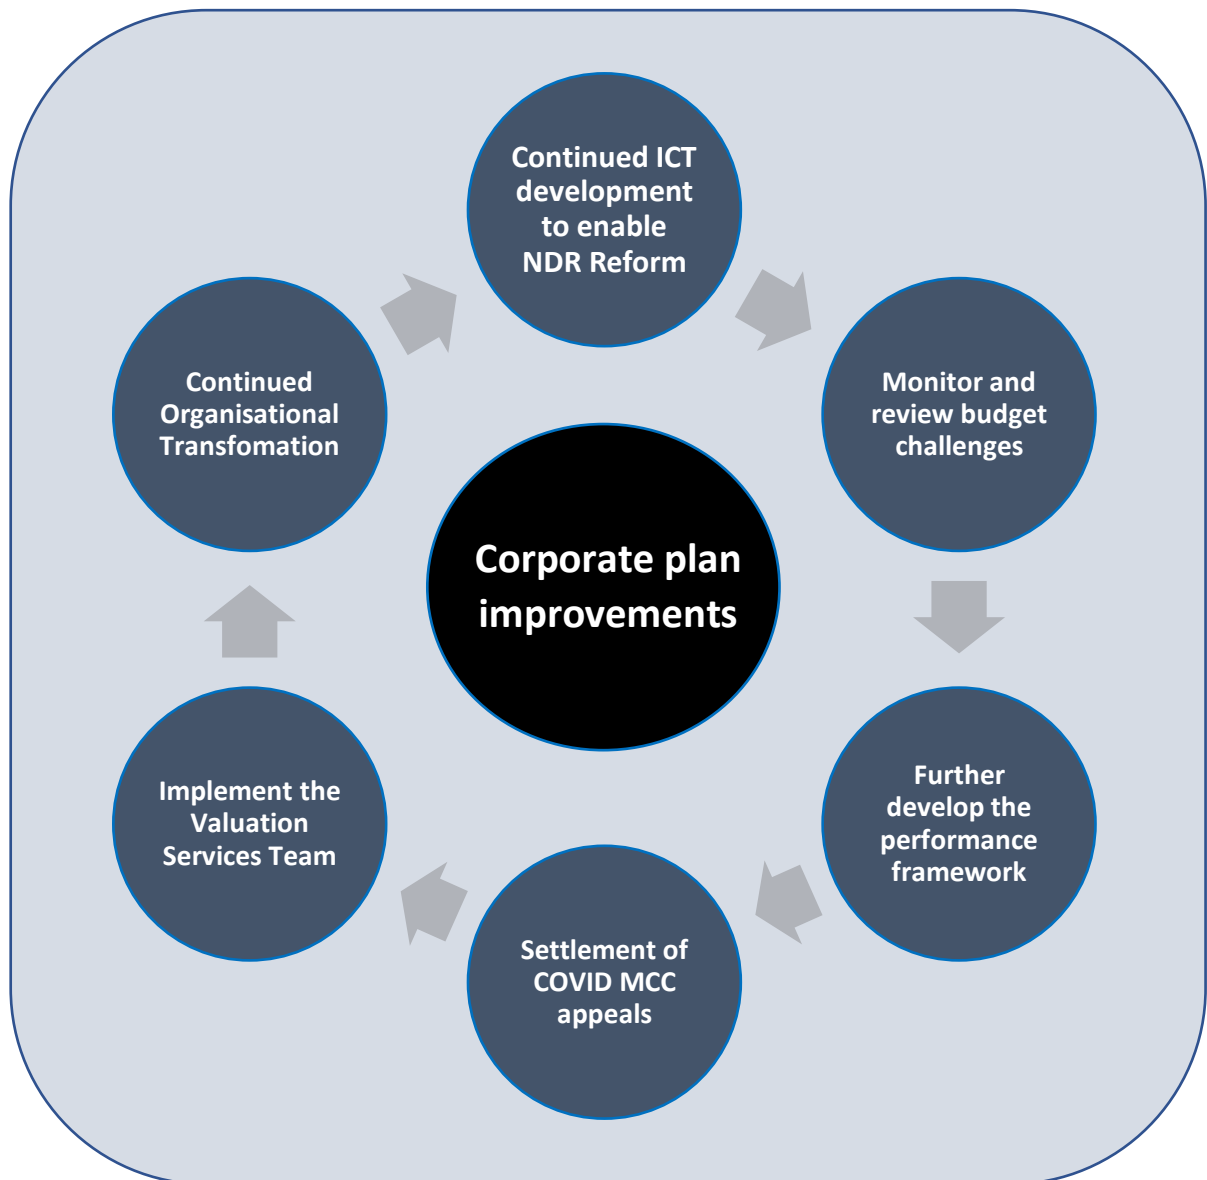 Continued ICT
development
to enable
NDR Reform
Monitor and
review budget
challenges
Further
develop the
performance
framework
Settlement of
COVID MCC
appeals
Implement the
Valuation
Services Team
Continued
Organisational
Transfomation
Corporate plan
improvements